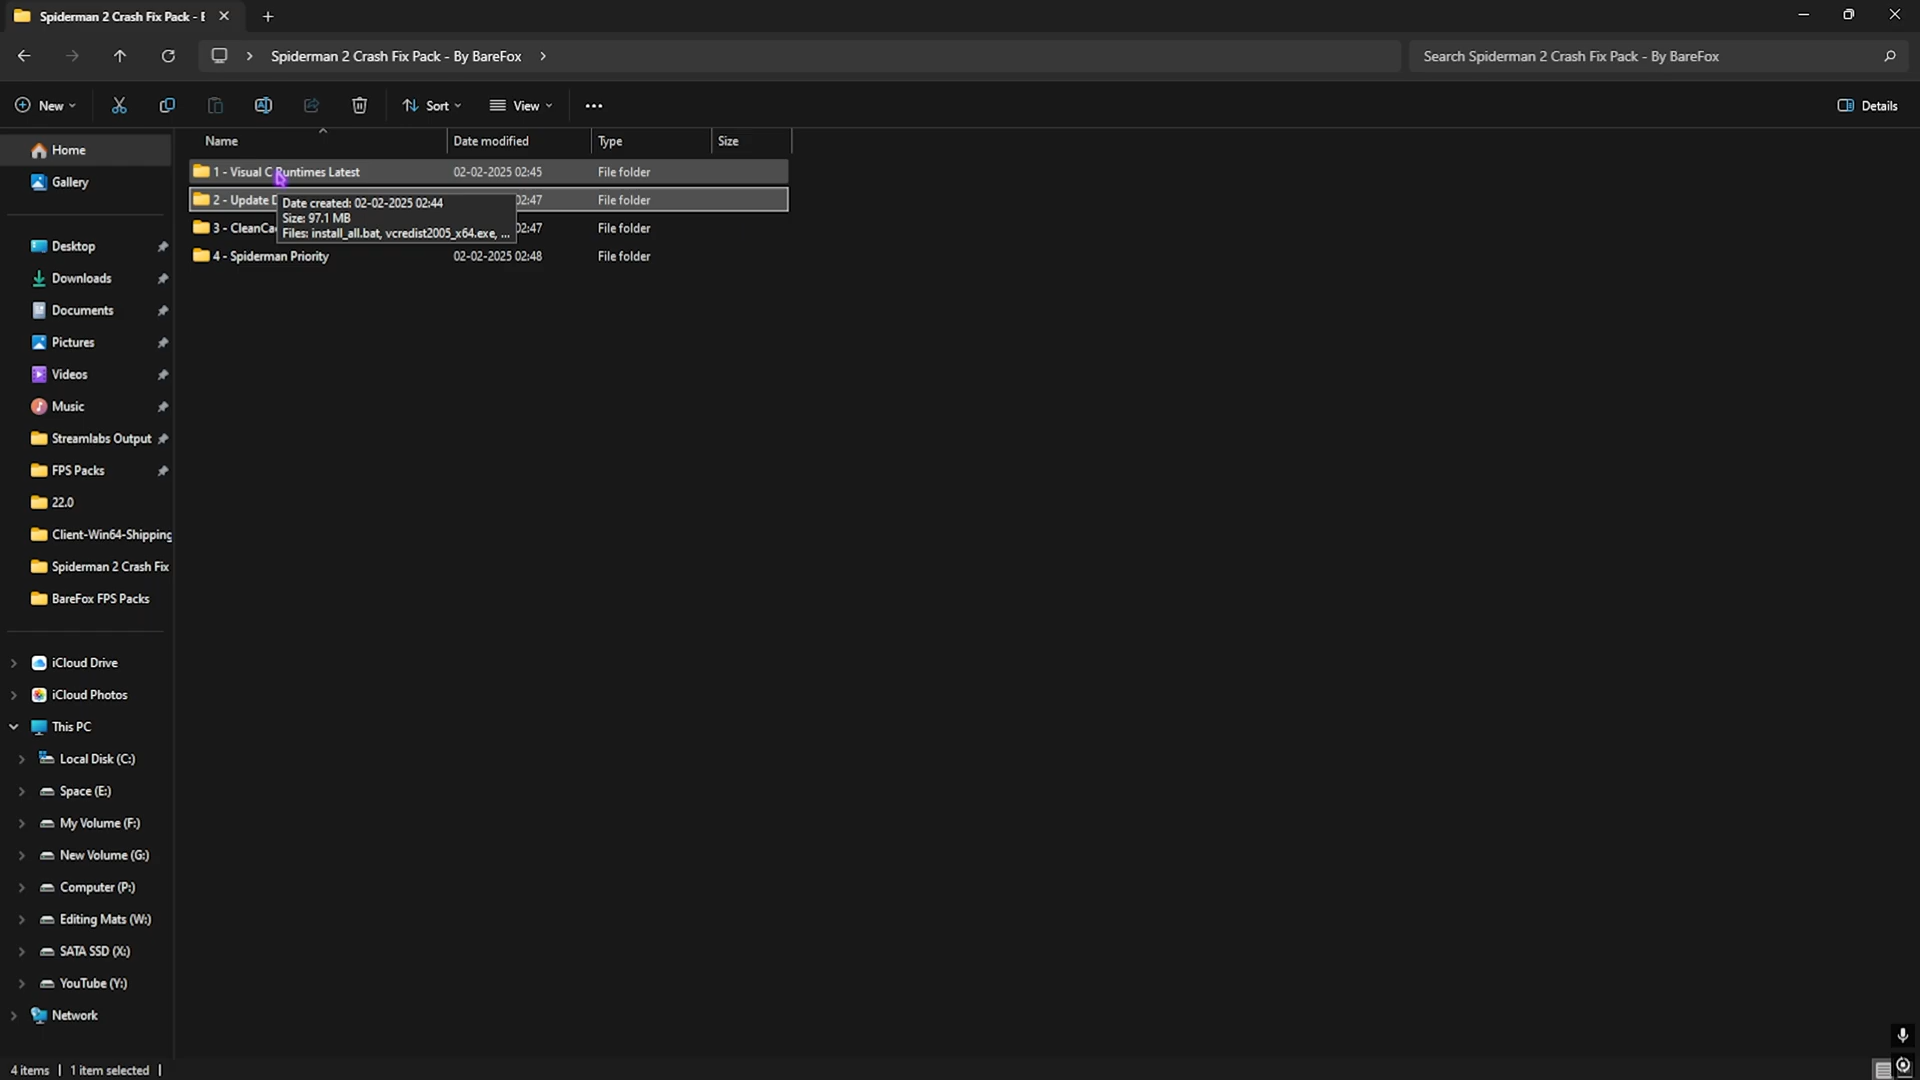 Spiderman 2 Crash Fix Pack - E
Spiderman 2 Crash Fix Pack - By BareFox
Search Spiderman 2 Crash Fix Pack - By BareFox
New
Sort
View
Details
Name
Date modified
Type
Size
1 - Visual C Runtimes Latest
02-02-2025 02:45
File folder
2 - Update D
02:47
File folder
3 - CleanCa
02:47
File folder
4 - Spiderman Priority
02-02-2025 02:48
File folder
Date created: 02-02-2025 02:44
Size: 97.1 MB
Files: install_all.bat, vcredist2005_x64.exe, ...
Home
Gallery
Desktop
Downloads
Documents
Pictures
Videos
Music
Streamlabs Output
FPS Packs
22.0
Client-Win64-Shipping
Spiderman 2 Crash Fix
BareFox FPS Packs
iCloud Drive
iCloud Photos
This PC
Local Disk (C:)
Space (E:)
My Volume (F:)
New Volume (G:)
Computer (P:)
Editing Mats (W:)
SATA SSD (X:)
YouTube (Y:)
Network
4 items
1 item selected